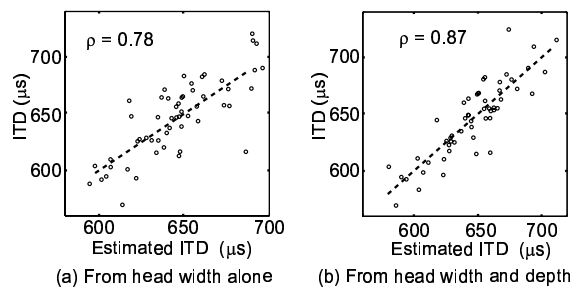 ρ = 0.78
700
650
600
ITD (μs)
600
650
700
Estimated ITD (μs)
(a) From head width alone
ρ = 0.87
700
650
600
ITD (μs)
600
650
700
Estimated ITD (μs)
(b) From head width and depth